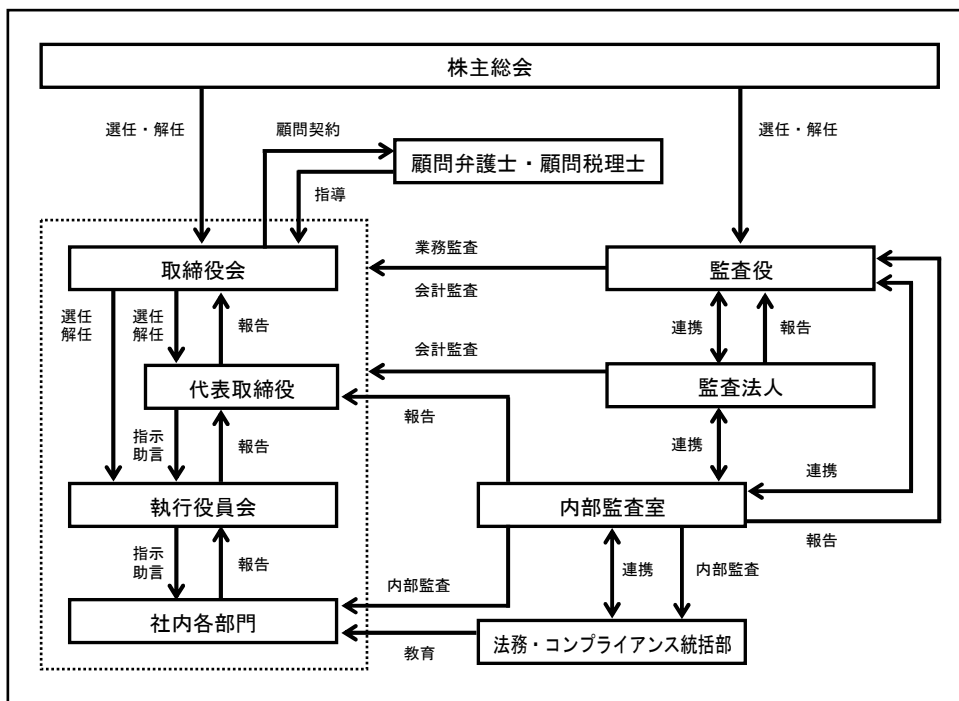 株主総会
選任・解任
顧問契約
選任・解任
顧問弁護士・顧問税理士
指導
取締役会
業務監査
監査役
会計監査
選任
解任
選任
解任
報告
連携
報告
会計監査
代表取締役
監査法人
報告
指示
助言
報告
連携
連携
執行役員会
内部監査室
報告
指示
助言
報告
内部監査
連携
内部監査
社内各部門
教育
法務・コンプライアンス統括部